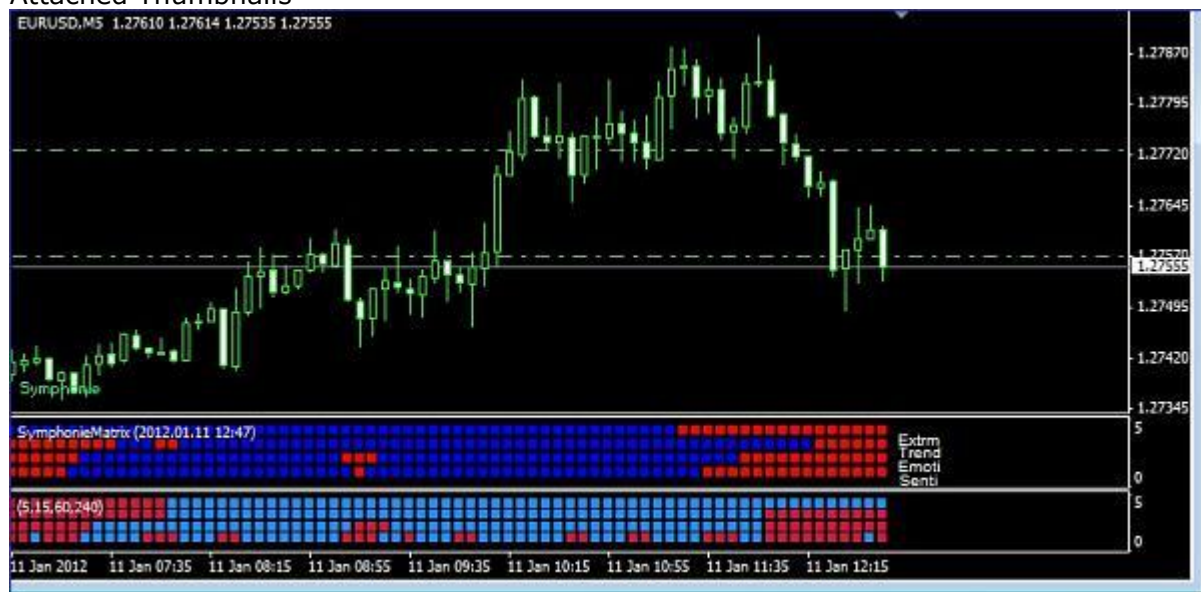 Attached Thumbnails
EURUSD,M5 1.27610 1.27614 1.27535 1.27555
1.27870
1.27795
1.27720
1.27645
1.27570
1.27555
1.27495
1.27420
Symphonie
1.27345
SymphonieMatrix (2012.01.11 12:47)
5
Extrm
Trend
Emoti
0
Senti
(5,15,60,240)
5
0
11 Jan 2012 11 Jan 07:35 11 Jan 08:15 11 Jan 08:55 11 Jan 09:35 11 Jan 10:15 11 Jan 10:55 11 Jan 11:35 11 Jan 12:15